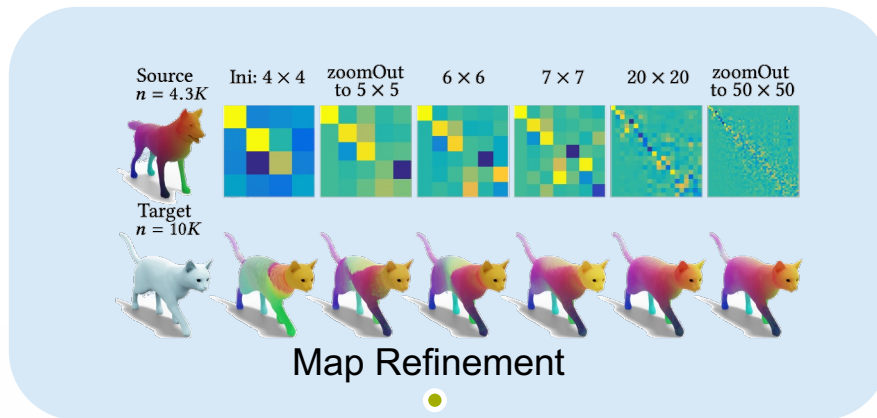 Source
n = 4.3K
Ini: 4 × 4
zoomOut
to 5 × 5
6 × 6
7 × 7
20 × 20
zoomOut
to 50 × 50
Target
n = 10K
Map Refinement